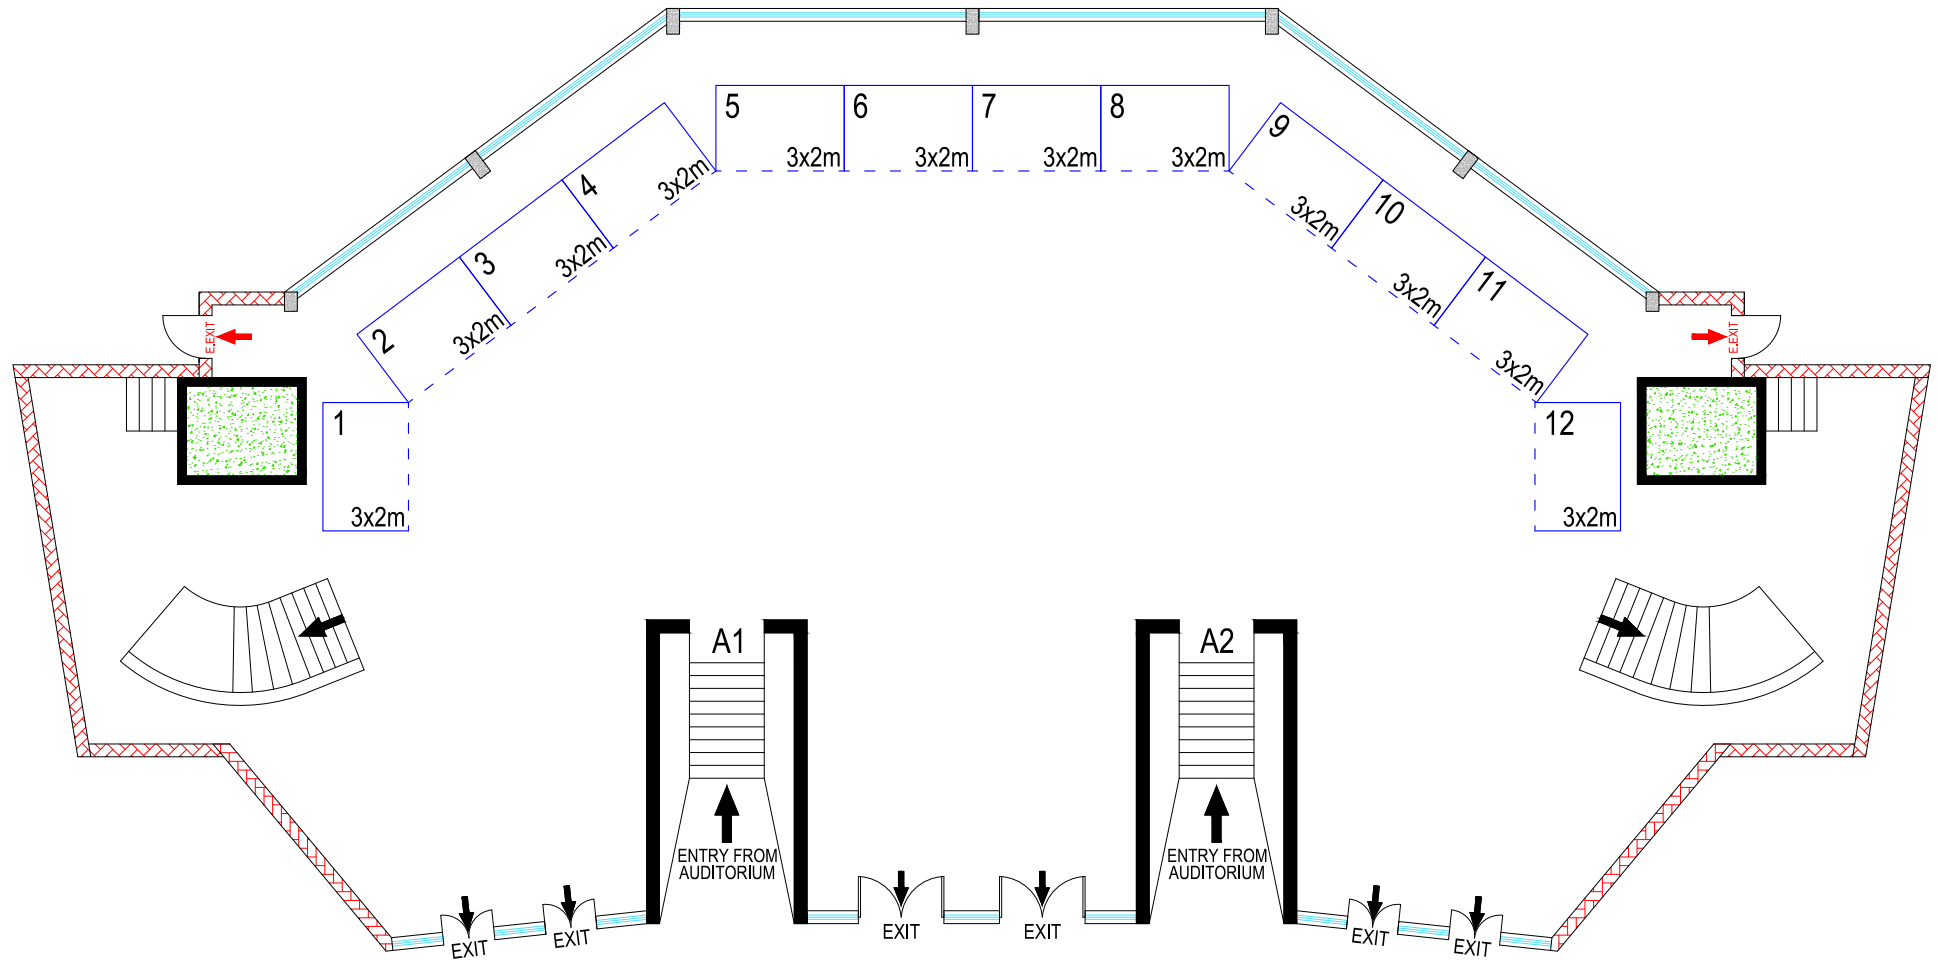 5
6
7
8
3x2m
3x2m
3x2m
3x2m
4
3x2m
3
3x2m
2
3x2m
9
3x2m
10
3x2m
11
3x2m
E.EXIT
E.EXIT
1
3x2m
12
3x2m
A1
A2
ENTRY FROM
AUDITORIUM
ENTRY FROM
AUDITORIUM
EXIT
EXIT
EXIT
EXIT
EXIT
EXIT